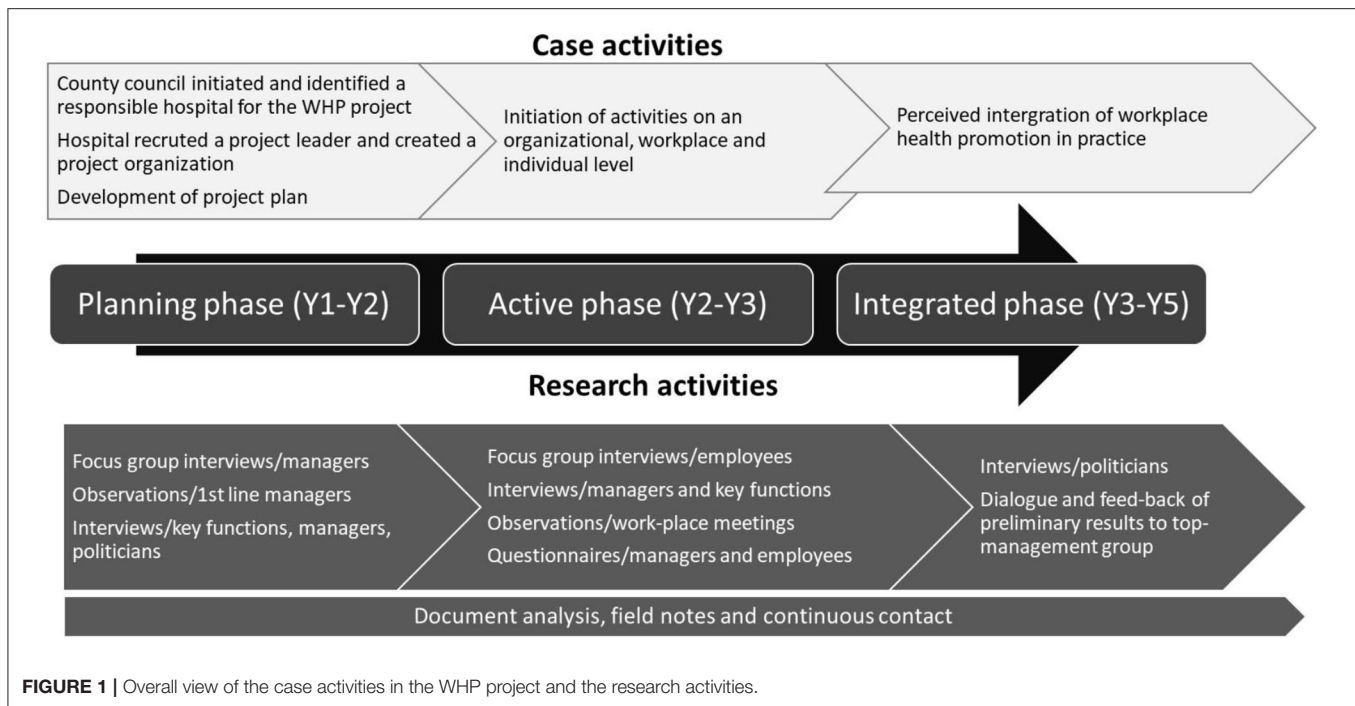 Case activities
County council initiated and identified a
responsible hospital for the WHP project
Hospital recruted a project leader and created a
project organization
Development of project plan
Initiation of activities on an
organizational, workplace and
individual level
Perceived intergration of workplace
health promotion in practice
Planning phase (Y1-Y2)
Active phase (Y2-Y3)
Integrated phase (Y3-Y5)
Research activities
Focus group interviews/managers
Observations/1st line managers
Interviews/key functions, managers,
politicians
Focus group interviews/employees
Interviews/managers and key functions
Observations/work-place meetings
Questionnaires/managers and employees
Interviews/politicians
Dialogue and feed-back of
preliminary results to top-
management group
Document analysis, field notes and continuous contact
FIGURE 1 | Overall view of the case activities in the WHP project and the research activities.